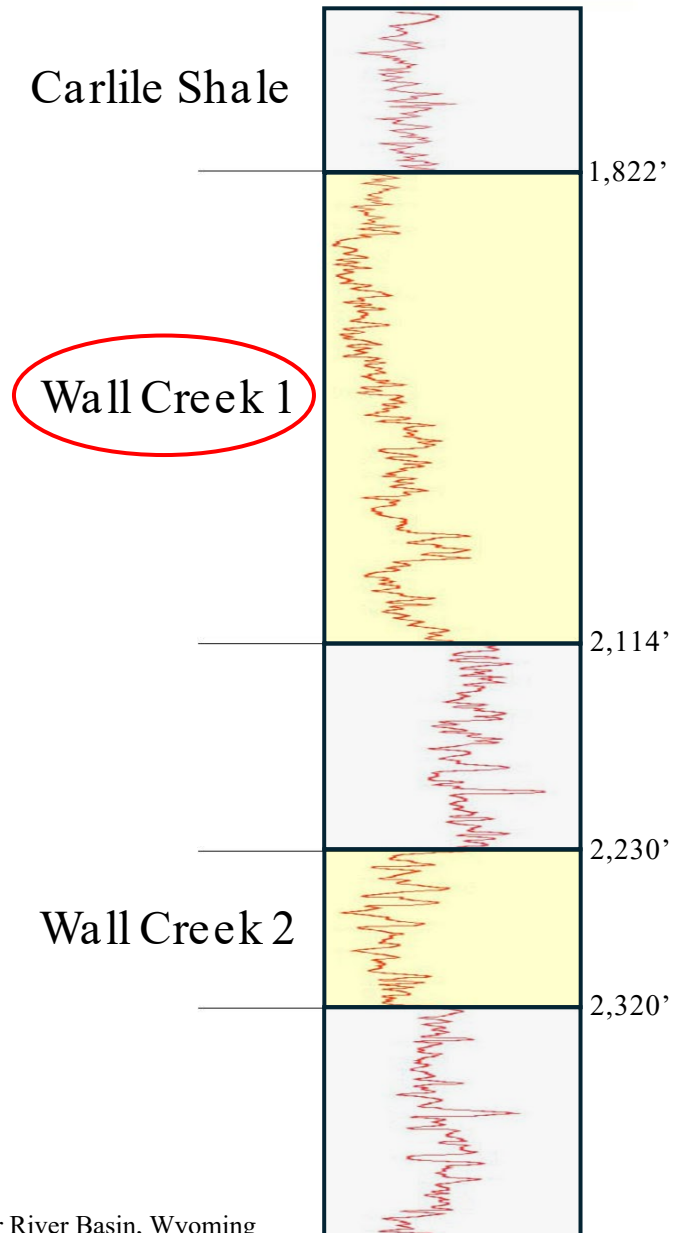 Carlile Shale
1,822’
Wall Creek 1
2,114’
2,230’
Wall Creek 2
2,320’
River Basin, Wyoming